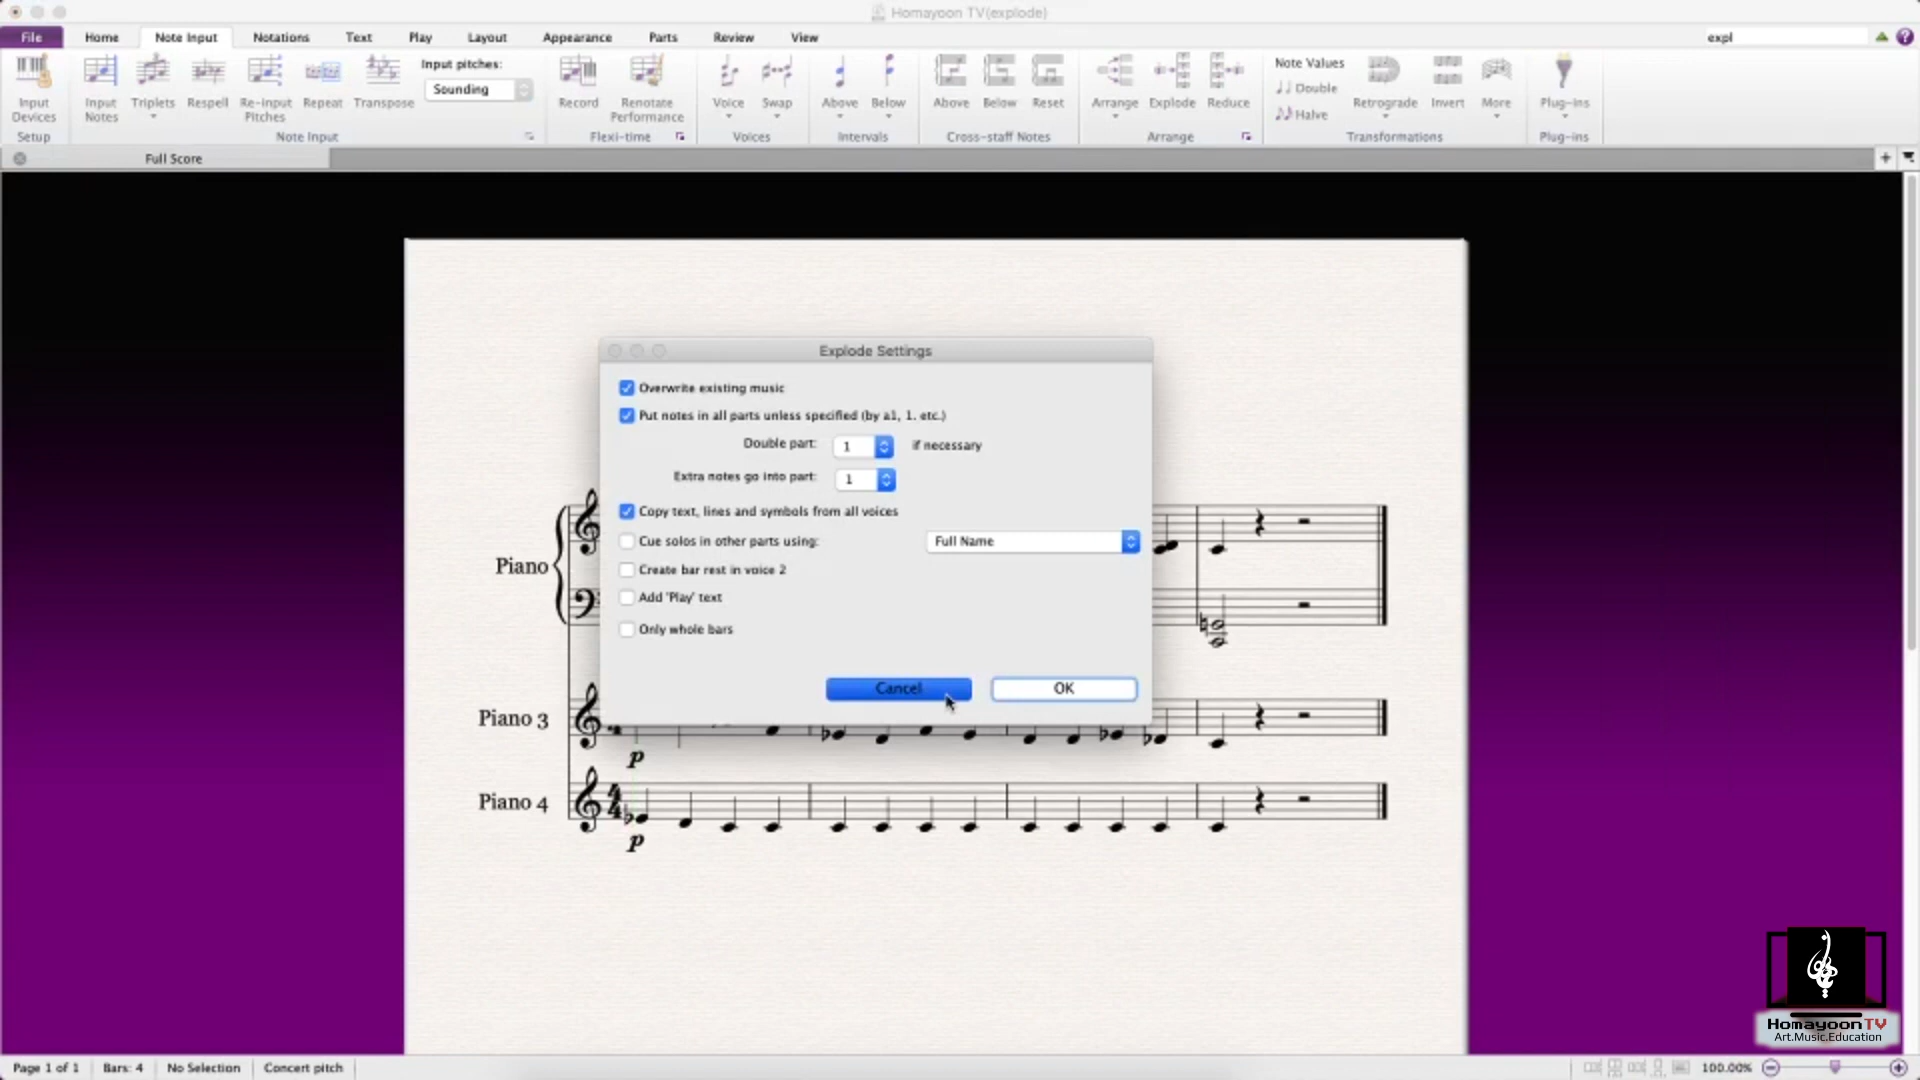 Homayoon TV(explode)
File Home Note Input Notations Text Play Layout Appearance Parts Review View expl
Input Devices
Input Notes
Triplets
Respell
Re-input Pitches
Repeat
Transpose
Input pitches:
Sounding
Record
Renotate Performance
Voice
Swap
Above
Below
Above
Below
Reset
Arrange
Explode
Reduce
Note Values
Double
Halve
Retrograde
Invert
More
Plug-ins
Setup Note Input Flexi-time Voices Intervals Cross-staff Notes Arrange Transformations Plug-ins
Full Score
Explode Settings
Overwrite existing music
Put notes in all parts unless specified (by a1, 1. etc.)
Double part: 1 if necessary
Extra notes go into part: 1
Copy text, lines and symbols from all voices
Cue solos in other parts using: Full Name
Create bar rest in voice 2
Add 'Play' text
Only whole bars
Cancel OK
Piano
Piano 3
p
Piano 4
p
HomayoonTV
Art.Music.Education
Page 1 of 1 Bars: 4 No Selection Concert pitch 100.00%